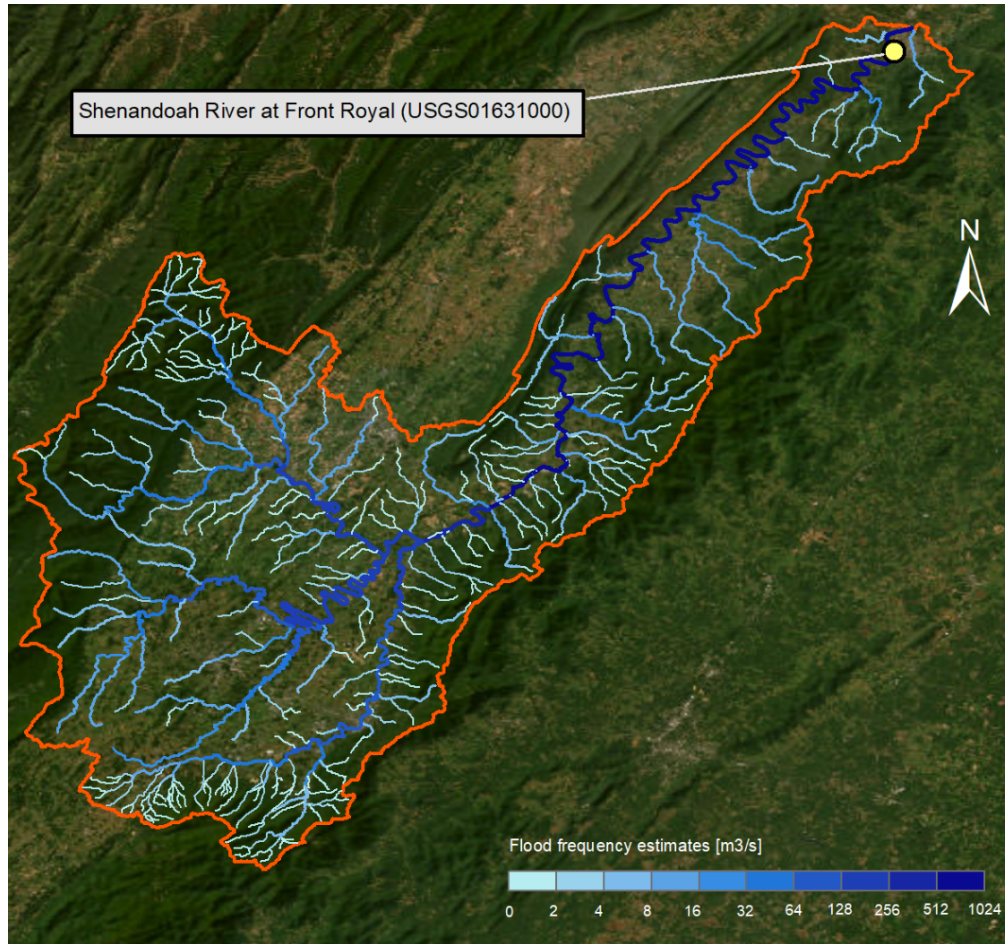 Shenandoah River at Front Royal (USGS01631000)
N
Flood frequency estimates [m3/s]
0 2 4 8 16 32 64 128 256 512 1024